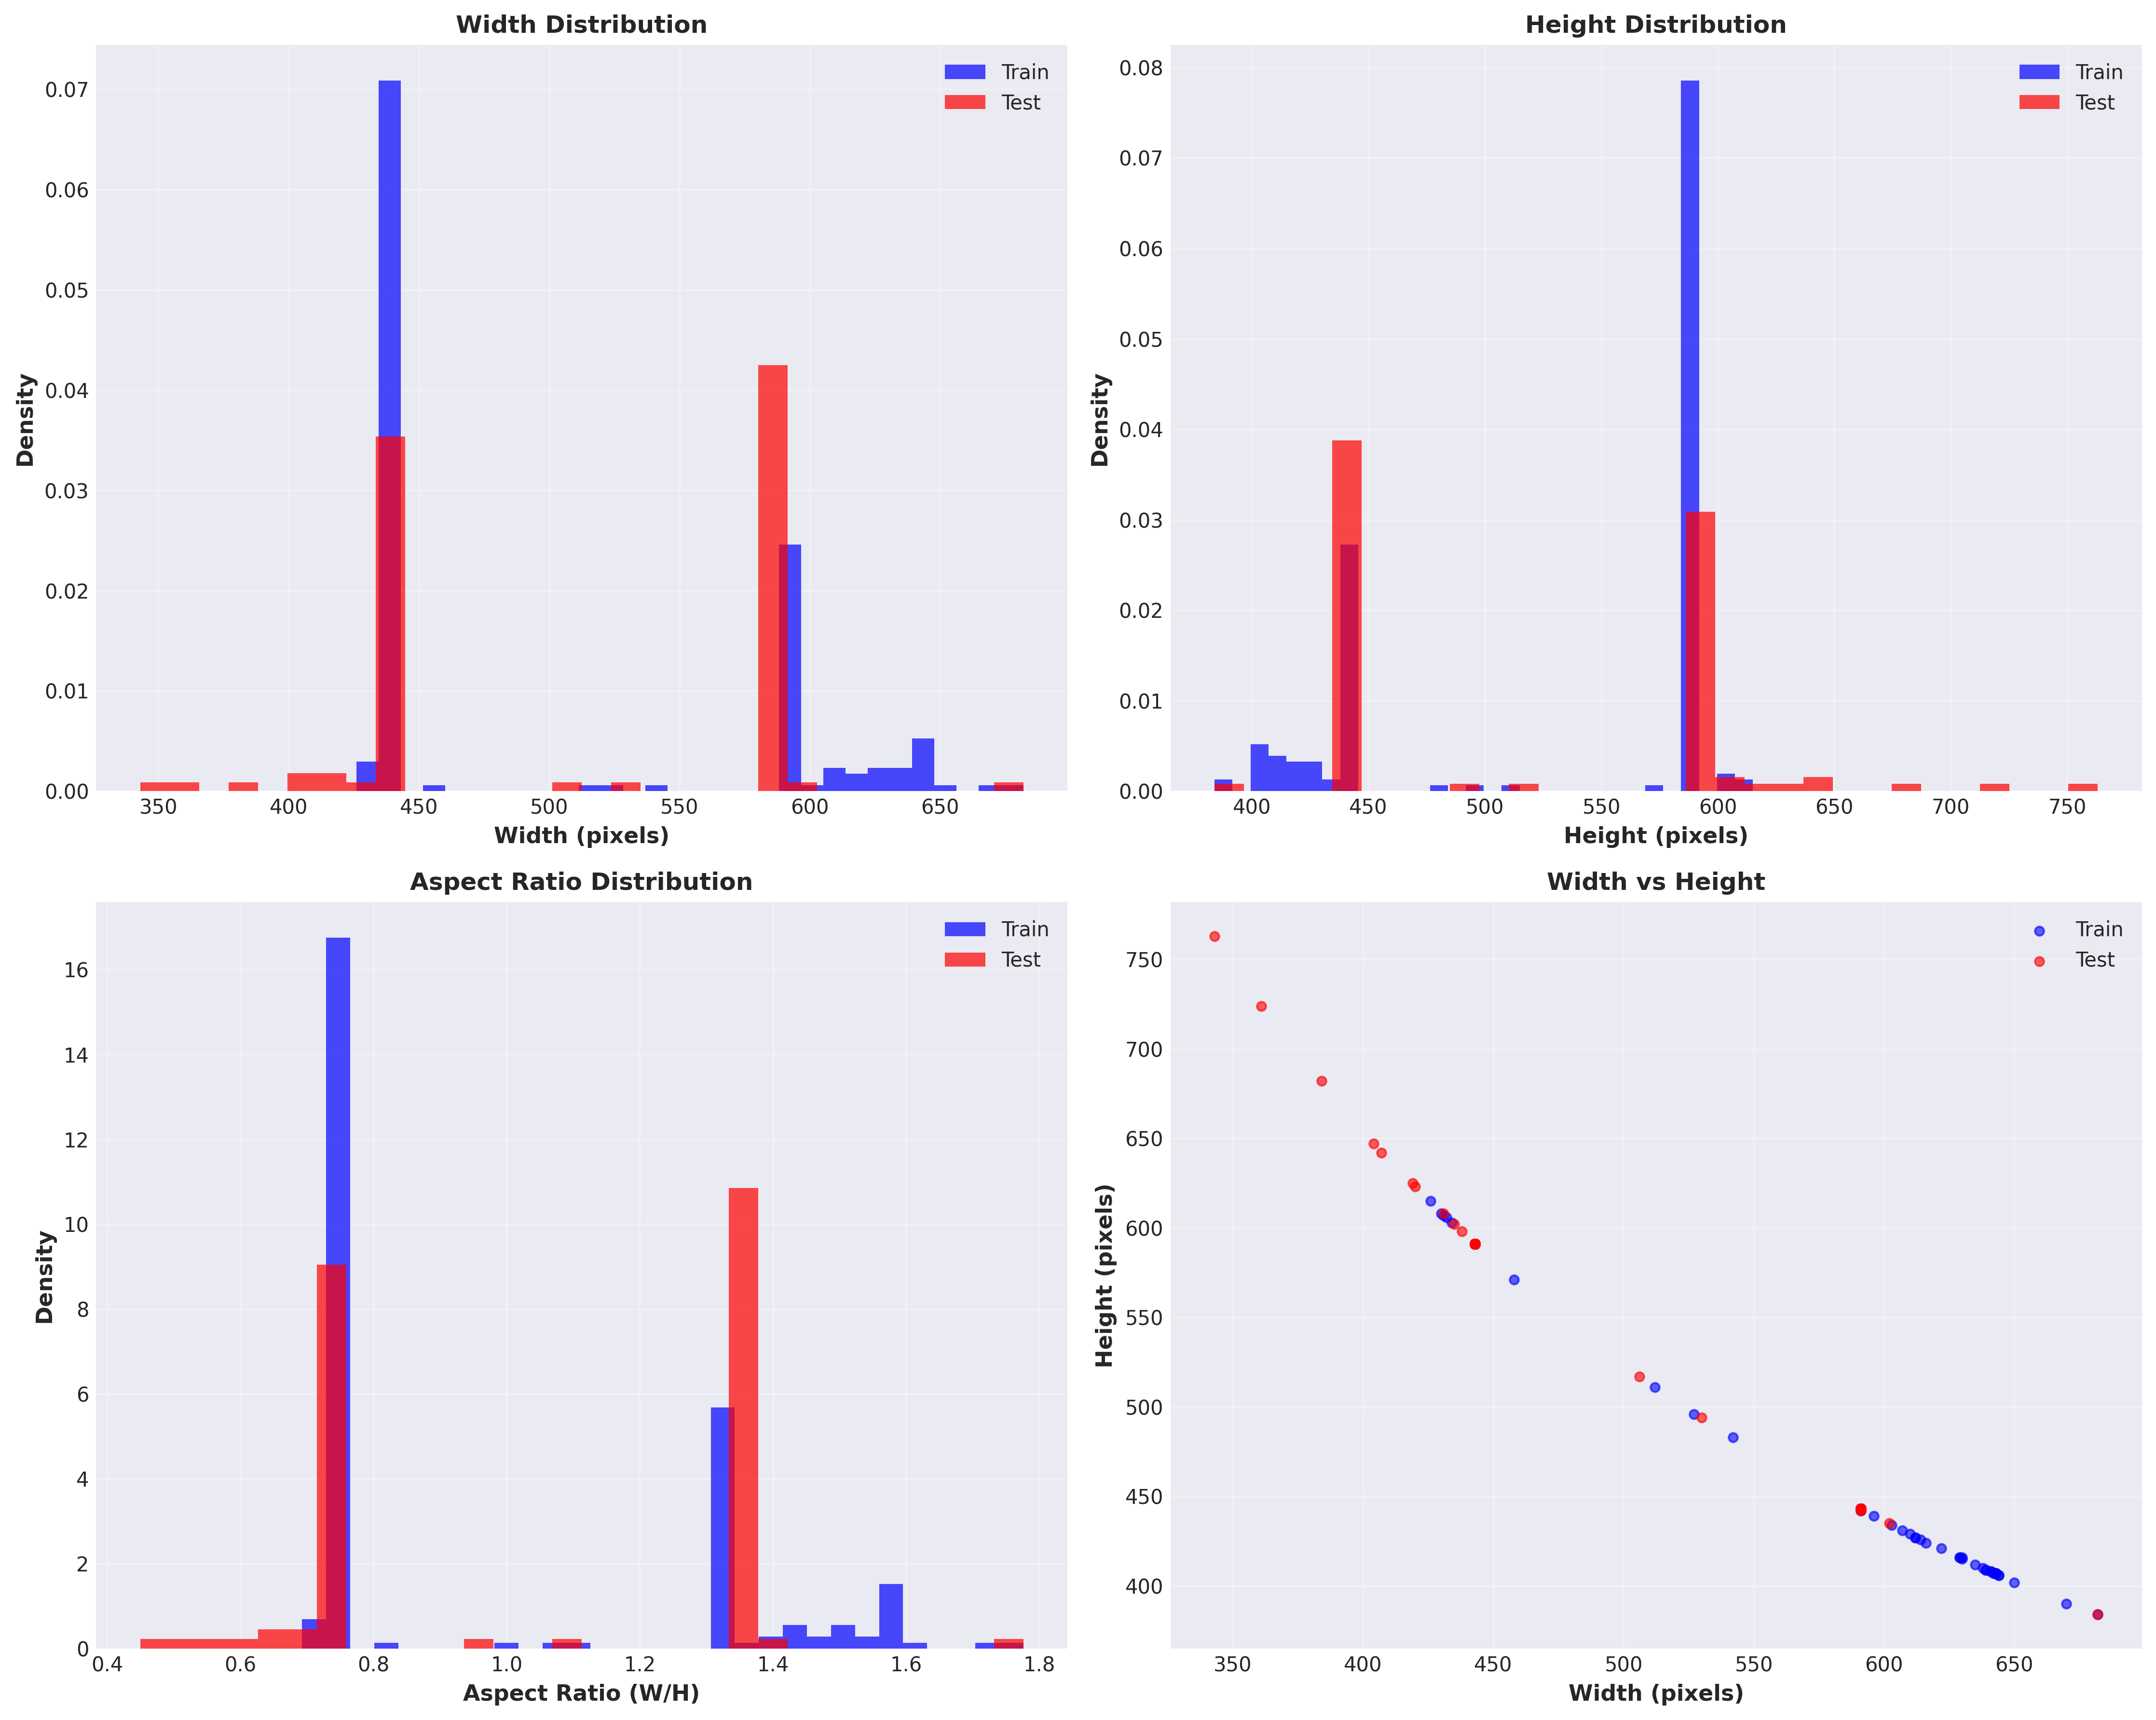 Width Distribution
Train
Test
0.07
0.06
0.05
0.04
0.03
0.02
0.01
0.00
Density
350 400 450 500 550 600 650
Width (pixels)
Height Distribution
Train
Test
0.08
0.07
0.06
0.05
0.04
0.03
0.02
0.01
0.00
Density
400 450 500 550 600 650 700 750
Height (pixels)
Aspect Ratio Distribution
Train
Test
16
14
12
10
8
6
4
2
0
Density
0.4 0.6 0.8 1.0 1.2 1.4 1.6 1.8
Aspect Ratio (W/H)
Width vs Height
Train
Test
750
700
650
600
550
500
450
400
Height (pixels)
350 400 450 500 550 600 650
Width (pixels)